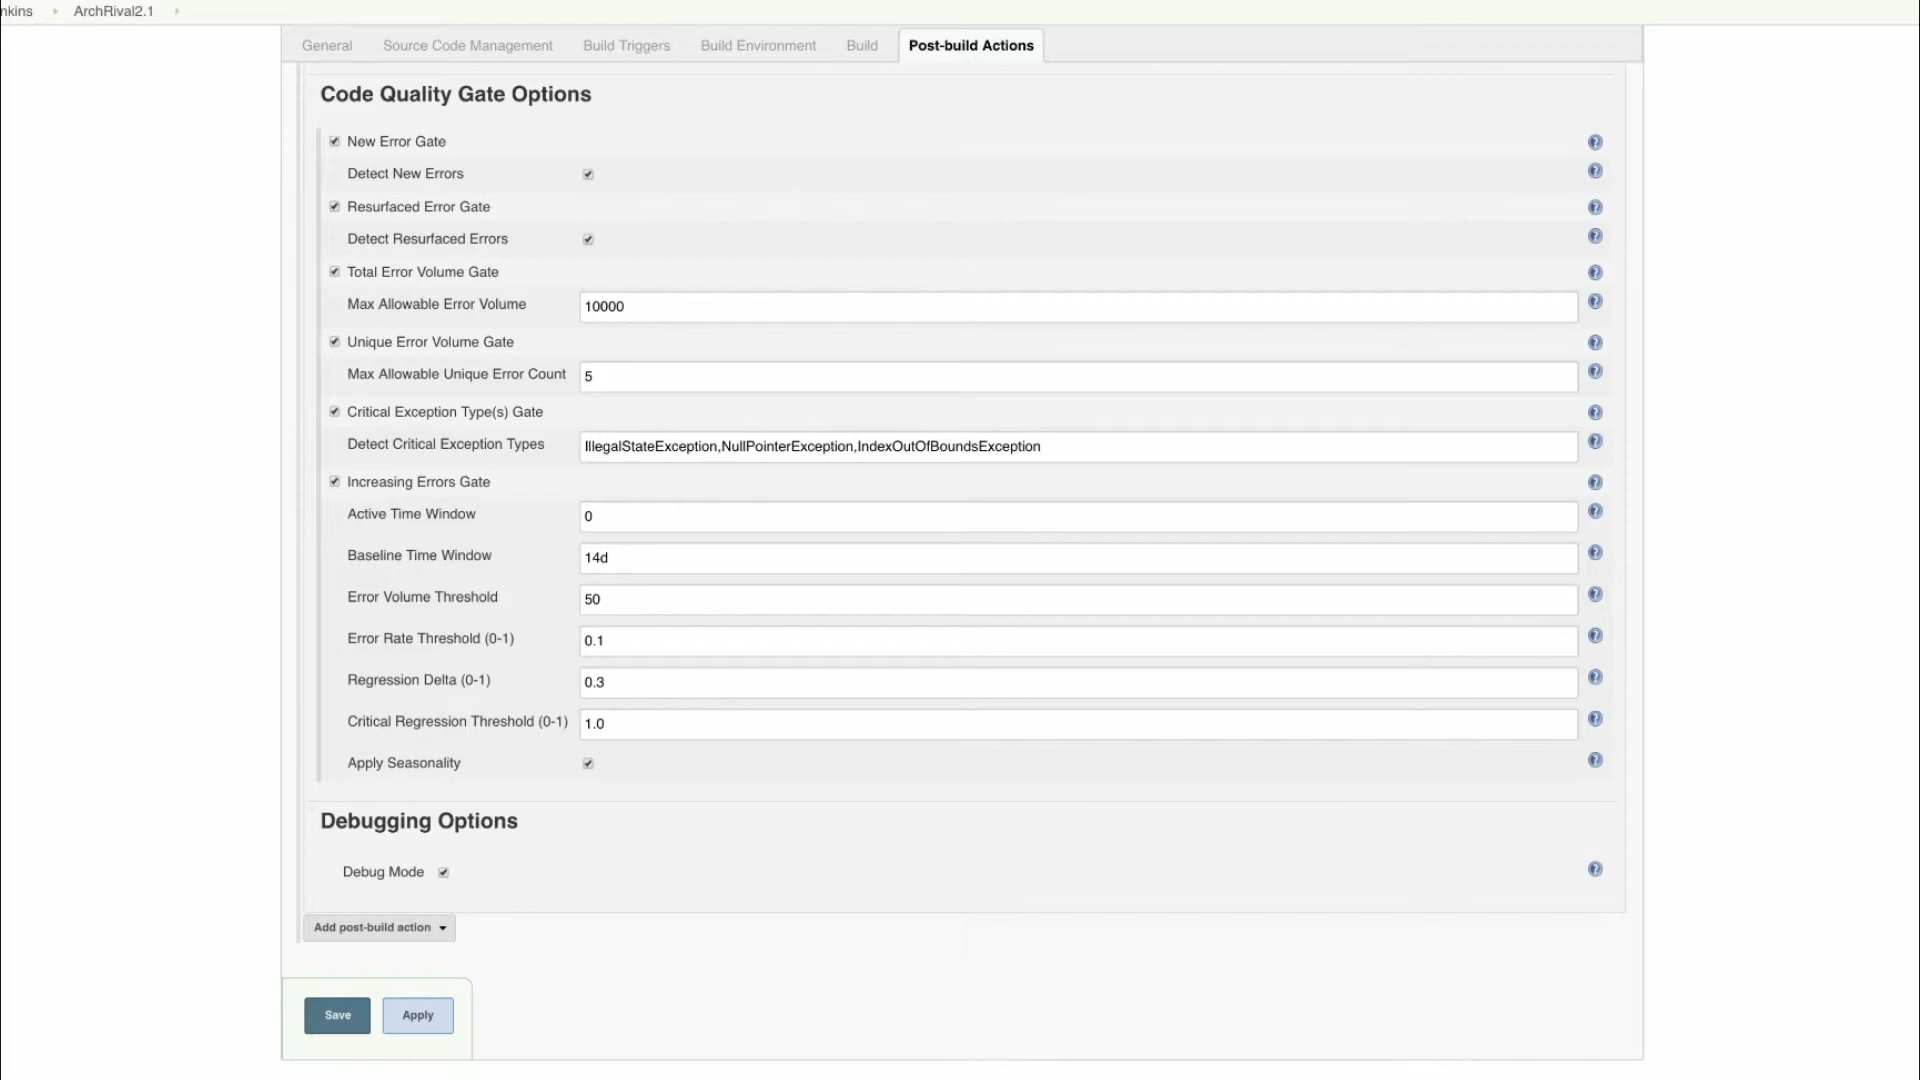 nkins ArchRival2.1
General Source Code Management Build Triggers Build Environment Build Post-build Actions
Code Quality Gate Options
New Error Gate
Detect New Errors
Resurfaced Error Gate
Detect Resurfaced Errors
Total Error Volume Gate
Max Allowable Error Volume 10000
Unique Error Volume Gate
Max Allowable Unique Error Count 5
Critical Exception Type(s) Gate
Detect Critical Exception Types IllegalStateException,NullPointerException,IndexOutOfBoundsException
Increasing Errors Gate
Active Time Window 0
Baseline Time Window 14d
Error Volume Threshold 50
Error Rate Threshold (0-1) 0.1
Regression Delta (0-1) 0.3
Critical Regression Threshold (0-1) 1.0
Apply Seasonality
Debugging Options
Debug Mode
Add post-build action
Save Apply